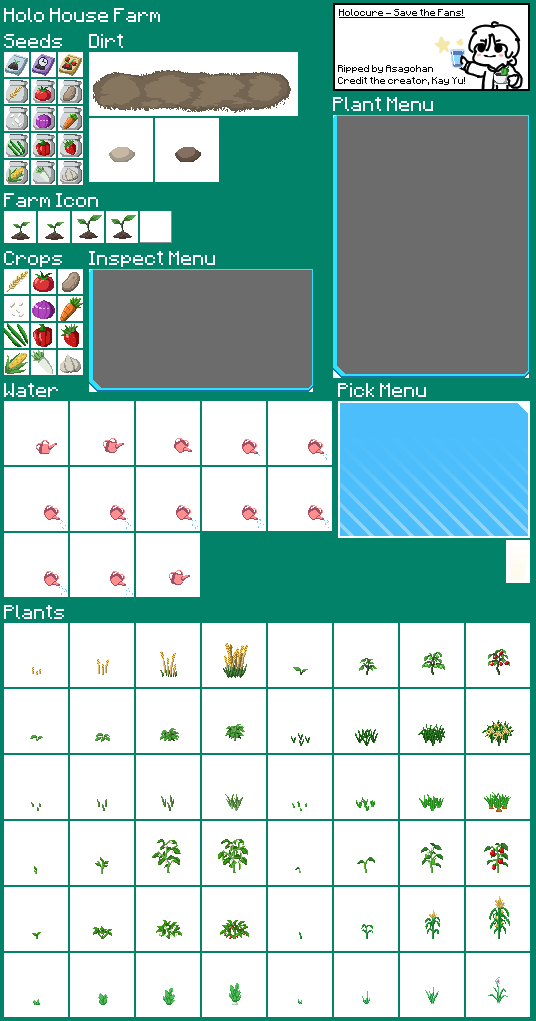 Holo House Farm
Holocure - Save the Fans!
Ripped by Asagohan
Credit the creator, Kay Yu!
Seeds
Dirt
Plant Menu
Farm Icon
Crops
Inspect Menu
Water
Pick Menu
Plants